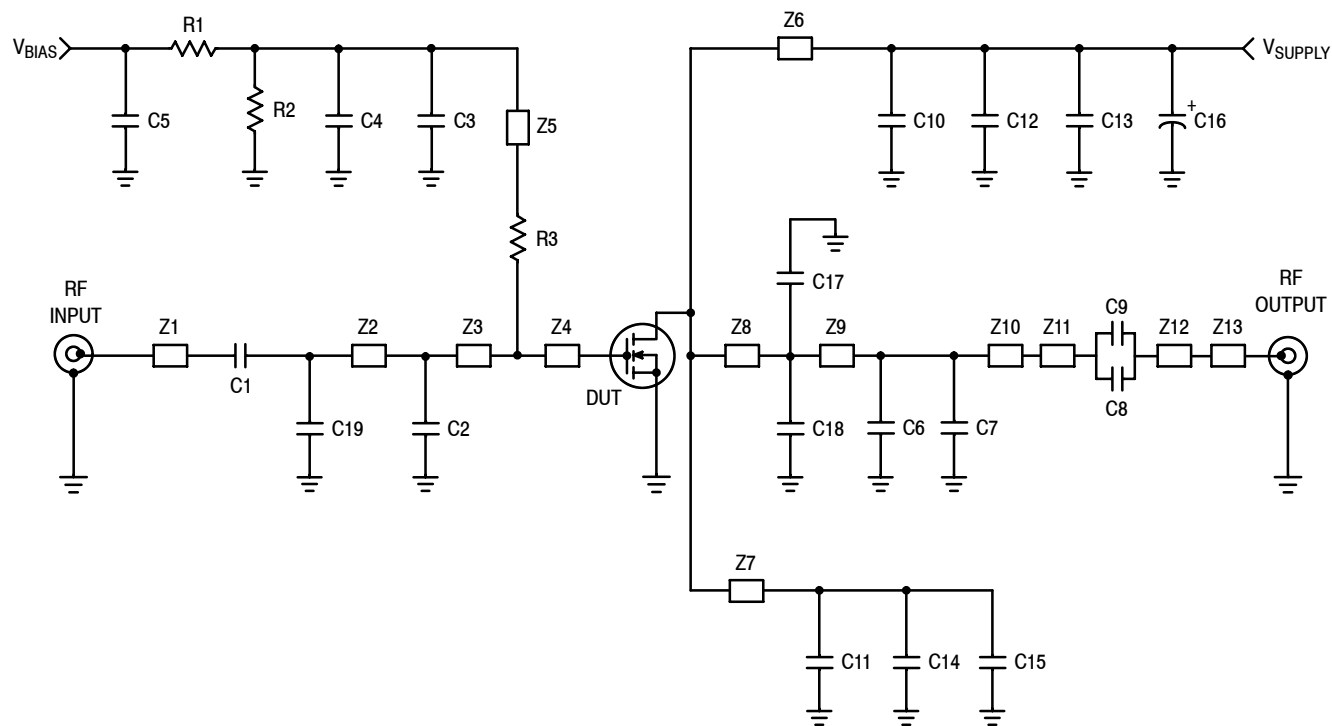 R1
Z6
VBIAS
VSUPPLY
C5
R2
C4
C3
Z5
C10
C12
C13
+
C16
R3
C17
RF
INPUT
RF
OUTPUT
Z1
Z2
Z3
Z4
Z8
Z9
Z10
Z11
C9
Z12
Z13
C1
DUT
C8
C19
C2
C18
C6
C7
Z7
C11
C14
C15